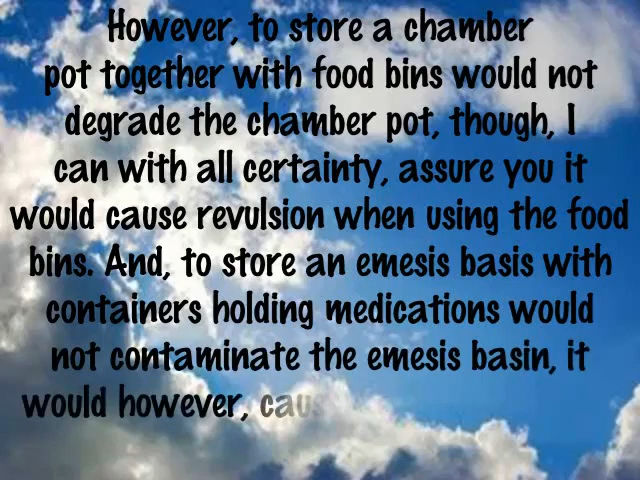 However, to store a chamber
pot together with food bins would not
degrade the chamber pot, though, I
can with all certainty, assure you it
would cause revulsion when using the food
bins. And, to store an emesis basis with
containers holding medications would
not contaminate the emesis basin, it
would however, cau